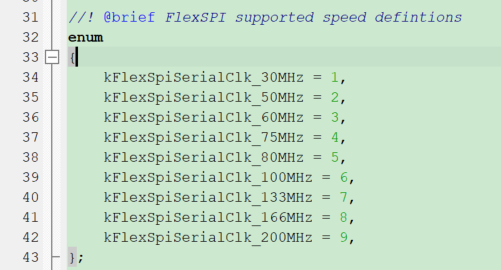 30
31 //! @brief FlexSPI supported speed defintions
32 enum
33 {
34 kFlexSpiSerialClk_30MHz = 1,
35 kFlexSpiSerialClk_50MHz = 2,
36 kFlexSpiSerialClk_60MHz = 3,
37 kFlexSpiSerialClk_75MHz = 4,
38 kFlexSpiSerialClk_80MHz = 5,
39 kFlexSpiSerialClk_100MHz = 6,
40 kFlexSpiSerialClk_133MHz = 7,
41 kFlexSpiSerialClk_166MHz = 8,
42 kFlexSpiSerialClk_200MHz = 9,
43 };